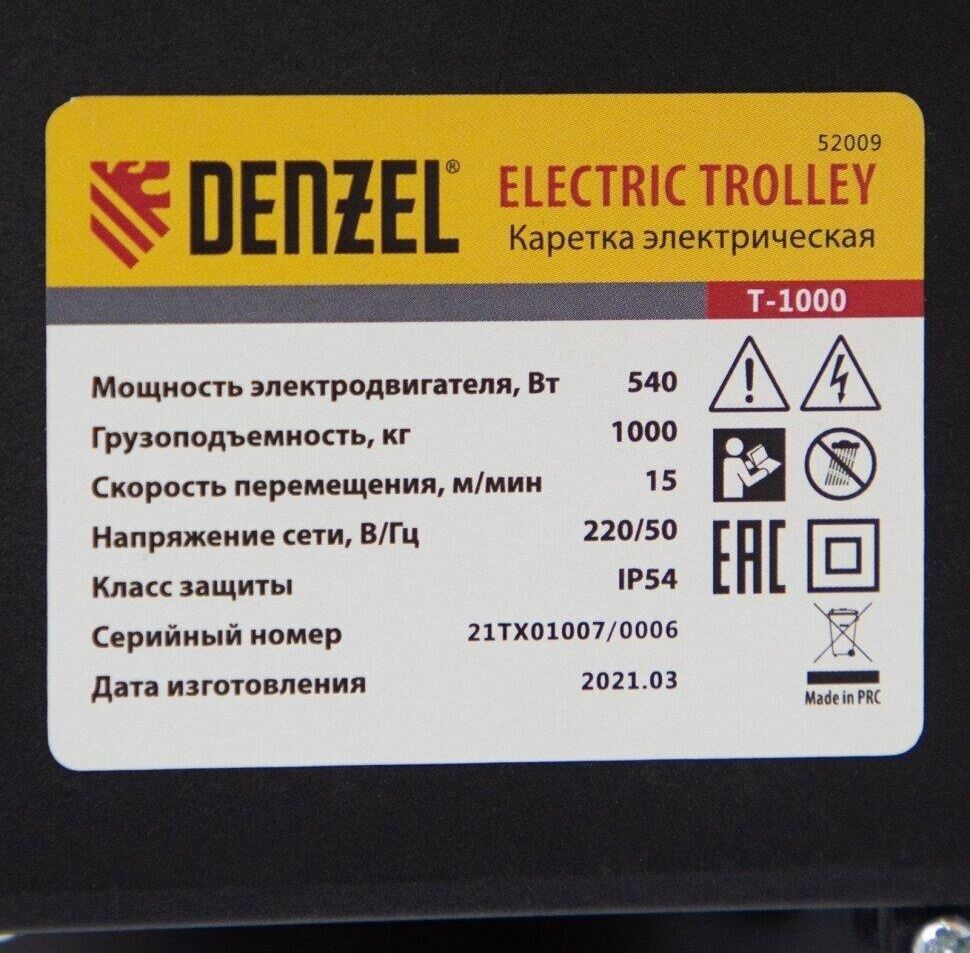 52009
DENZEL®
ELECTRIC TROLLEY
Каретка электрическая
T-1000
Мощность электродвигателя, Вт 540
Грузоподъемность, кг 1000
Скорость перемещения, м/мин 15
Напряжение сети, В/Гц 220/50
Класс защиты IP54
Серийный номер 21TX01007/0006
Дата изготовления 2021.03
EAC
Made in PRC